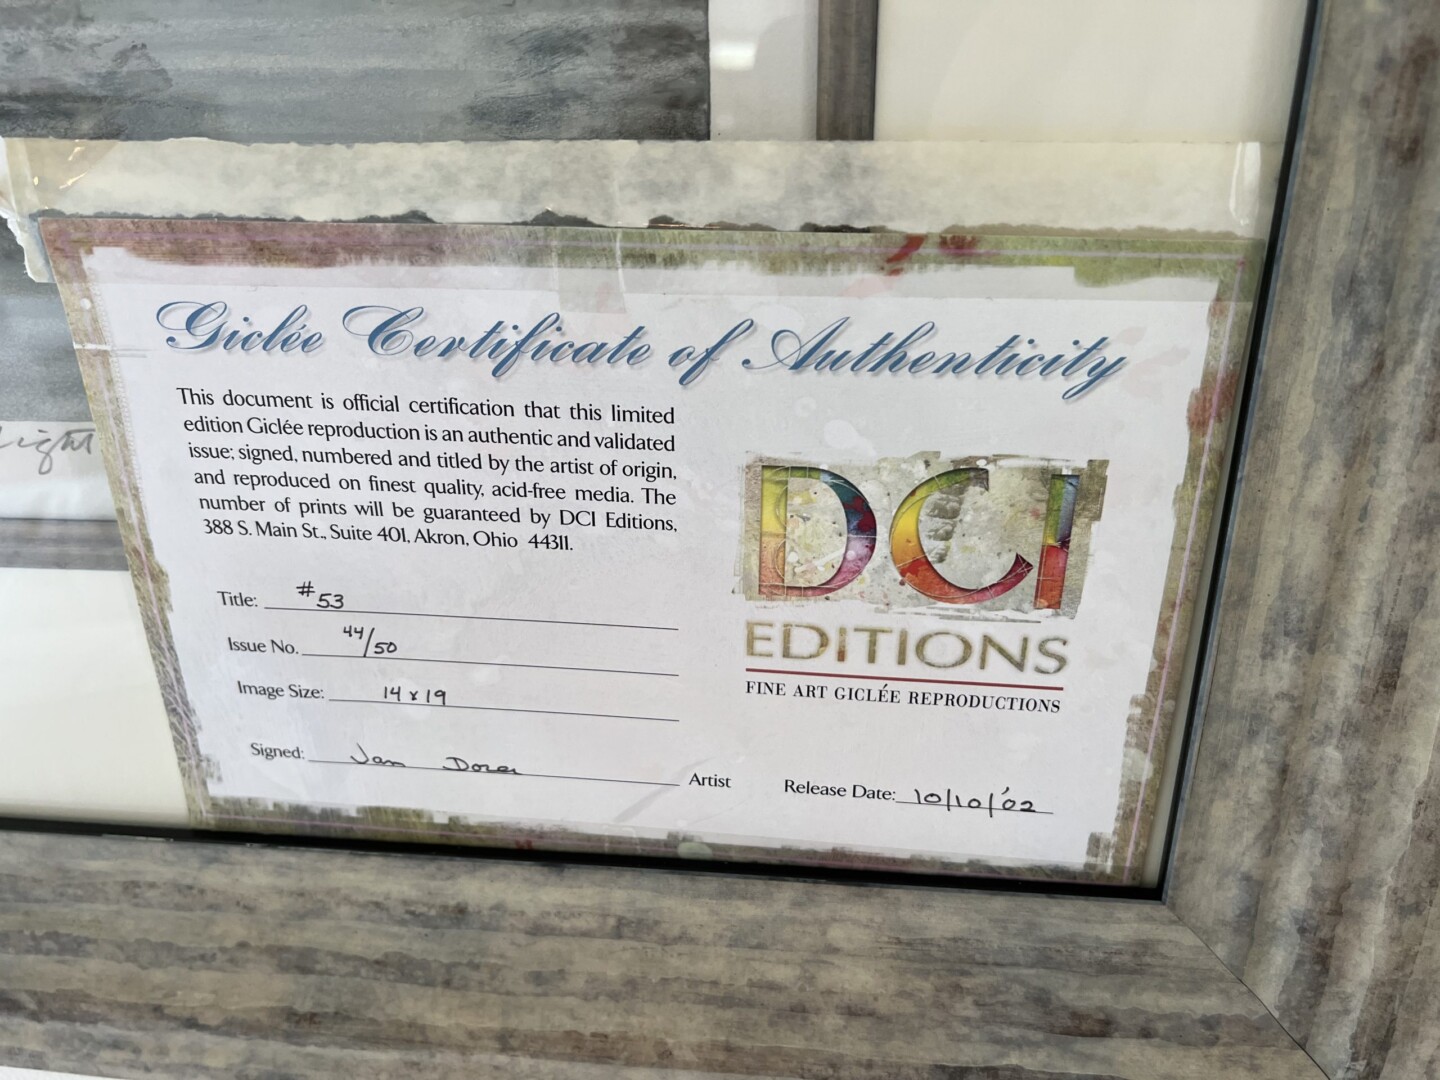 Giclée Certificate of Authenticity
This document is official certification that this limited
edition Giclée reproduction is an authentic and validated
issue; signed, numbered and titled by the artist of origin,
and reproduced on finest quality, acid-free media. The
number of prints will be guaranteed by DCI Editions,
388 S. Main St., Suite 401, Akron, Ohio 44311.
DCI
EDITIONS
FINE ART GICLÉE REPRODUCTIONS
Title: #53
Issue No. 44/50
Image Size: 14 x 19
Signed: Artist
Release Date: 10/10/'02